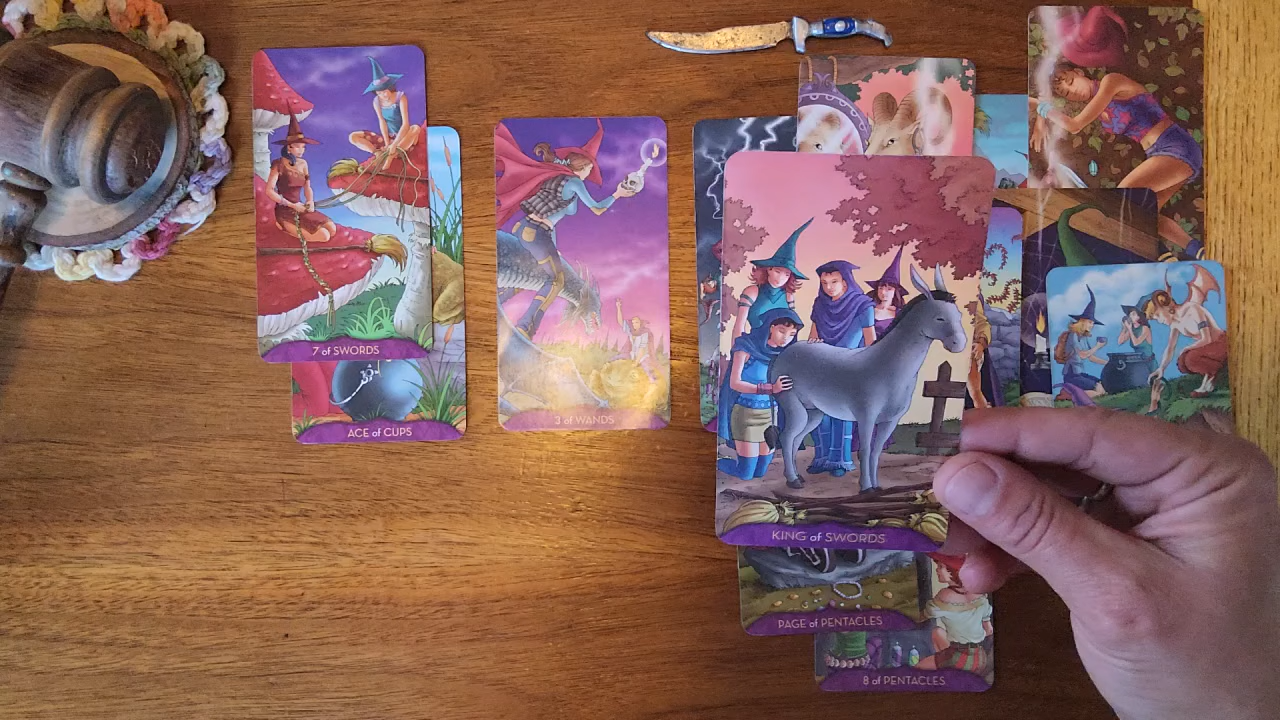 7 of SWORDS
ACE of CUPS
3 of WANDS
KING of SWORDS
PAGE of PENTACLES
8 of PENTACLES